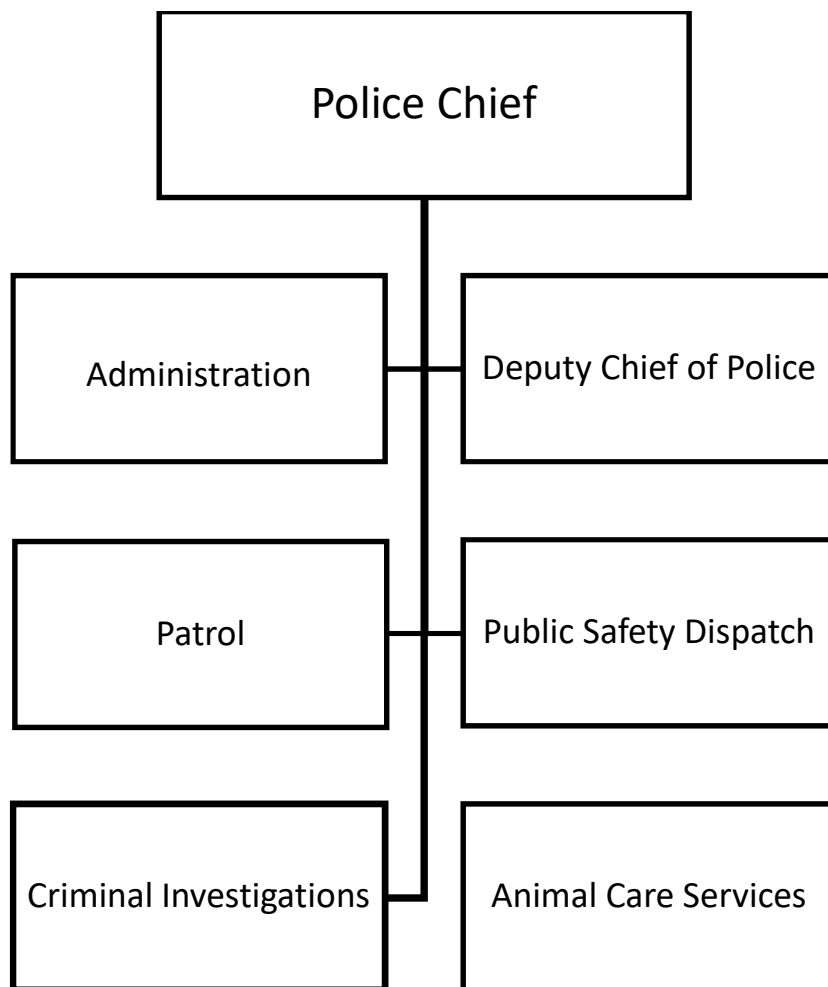 Police Chief
Administration
Deputy Chief of Police
Patrol
Public Safety Dispatch
Criminal Investigations
Animal Care Services